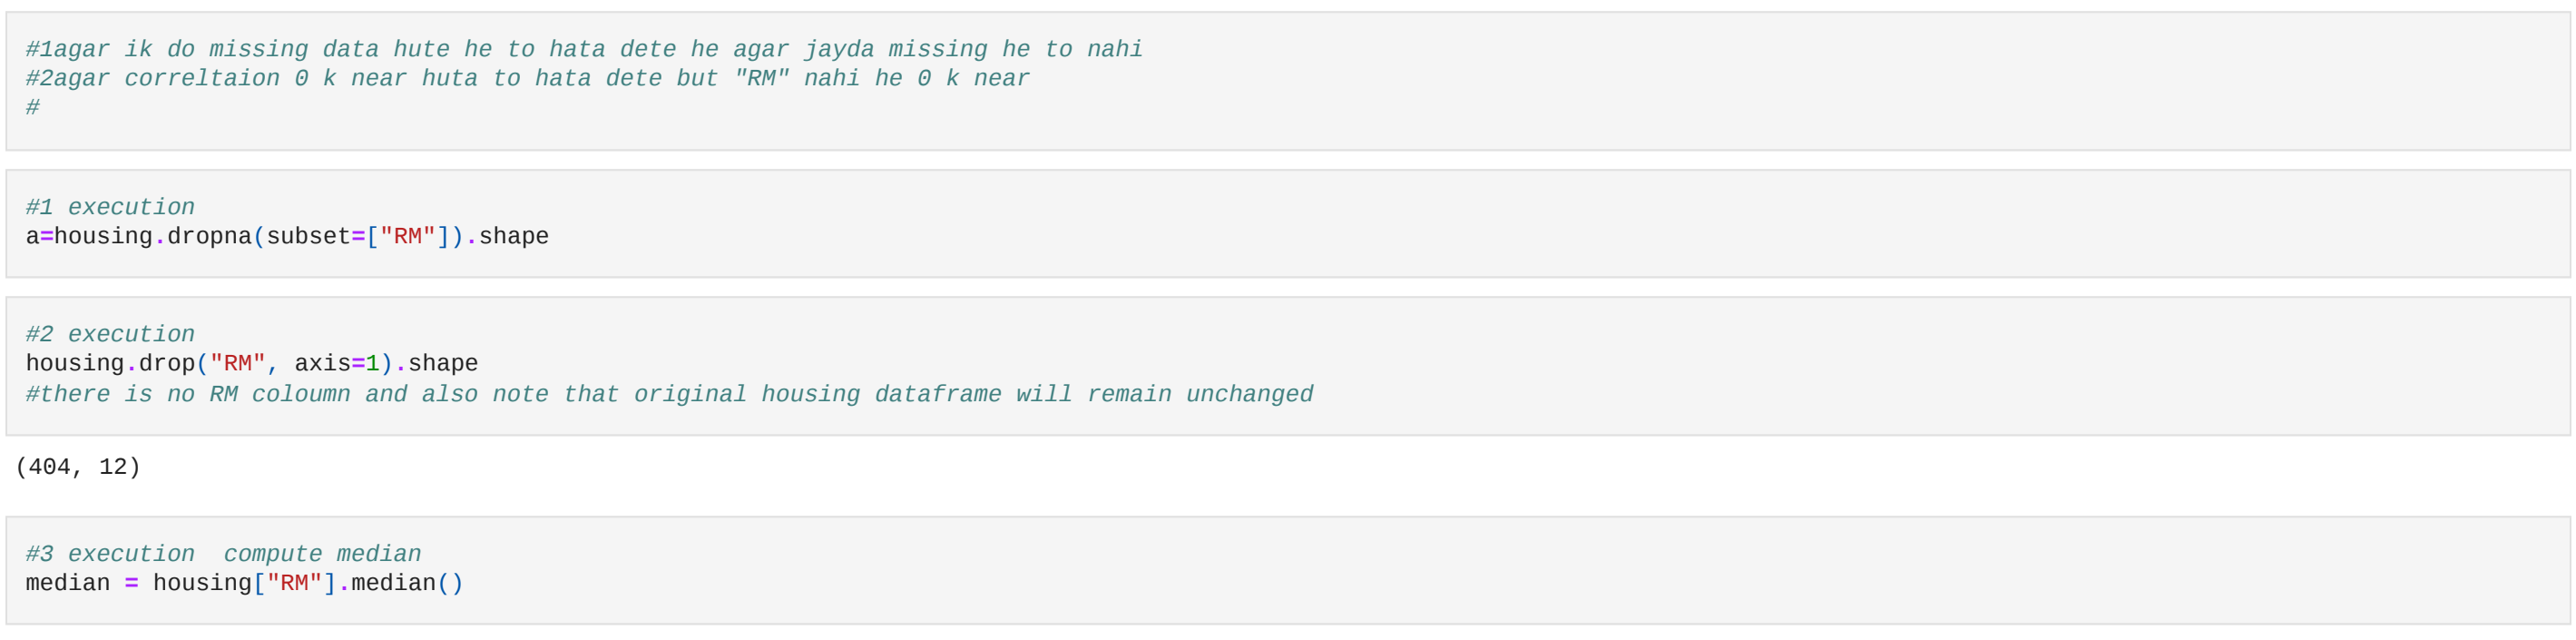 #1agar ik do missing data hute he to hata dete he agar jayda missing he to nahi
#2agar correltaion 0 k near huta to hata dete but "RM" nahi he 0 k near
#
#1 execution
a=housing.dropna(subset=["RM"]).shape
#2 execution
housing.drop("RM", axis=1).shape
#there is no RM coloumn and also note that original housing dataframe will remain unchanged
(404, 12)
#3 execution  compute median
median = housing["RM"].median()